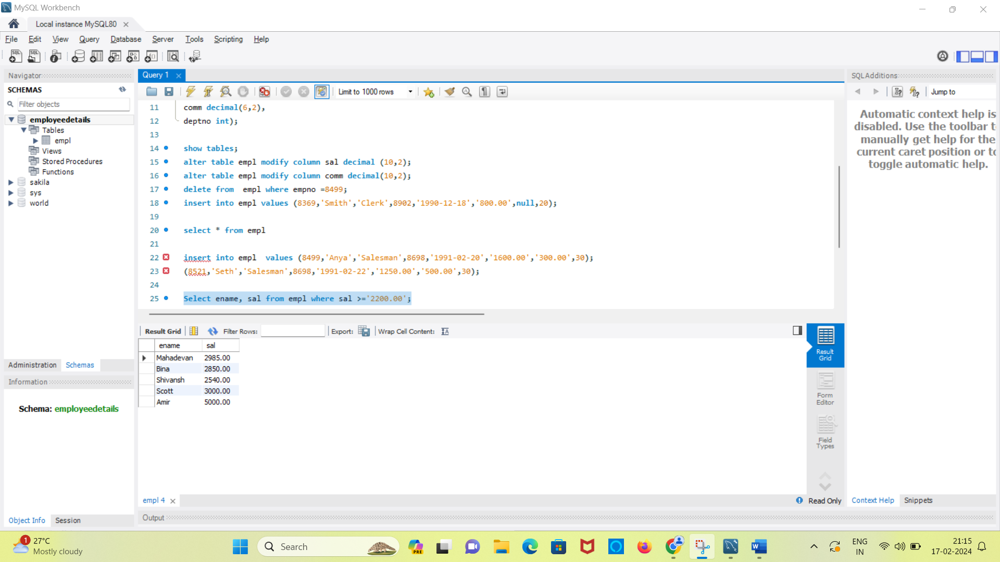 MySQL Workbench
Local instance MySQL80
File Edit View Query Database Server Tools Scripting Help
Navigator
SCHEMAS
Filter objects
employeedetails
Tables
empl
Views
Stored Procedures
Functions
sakila
sys
world
Administration Schemas
Information
Schema: employeedetails
Object Info Session
Query 1
Limit to 1000 rows
11 comm decimal(6,2),
12 deptno int);
13
14 show tables;
15 alter table empl modify column sal decimal (10,2);
16 alter table empl modify column comm decimal(10,2);
17 delete from  empl where empno =8499;
18 insert into empl values (8369,'Smith','Clerk',8902,'1990-12-18','800.00',null,20);
19
20 select * from empl
21
22 insert into empl  values (8499,'Anya','Salesman',8698,'1991-02-20','1600.00','300.00',30);
23 (8521,'Seth','Salesman',8698,'1991-02-22','1250.00','500.00',30);
24
25 Select ename, sal from empl where sal >='2200.00';
Result Grid Filter Rows: Export: Wrap Cell Content:
ename sal
Mahadevan 2985.00
Bina 2850.00
Shivansh 2540.00
Scott 3000.00
Amir 5000.00
Result
Grid
Form
Editor
Field
Types
empl 4
Read Only
Output
SQLAdditions
Jump to
Automatic context help is
disabled. Use the toolbar t
manually get help for the
current caret position or to
toggle automatic help.
Context Help Snippets
1
27°C
Mostly cloudy
Search
PRE
ENG
IN
21:15
17-02-2024